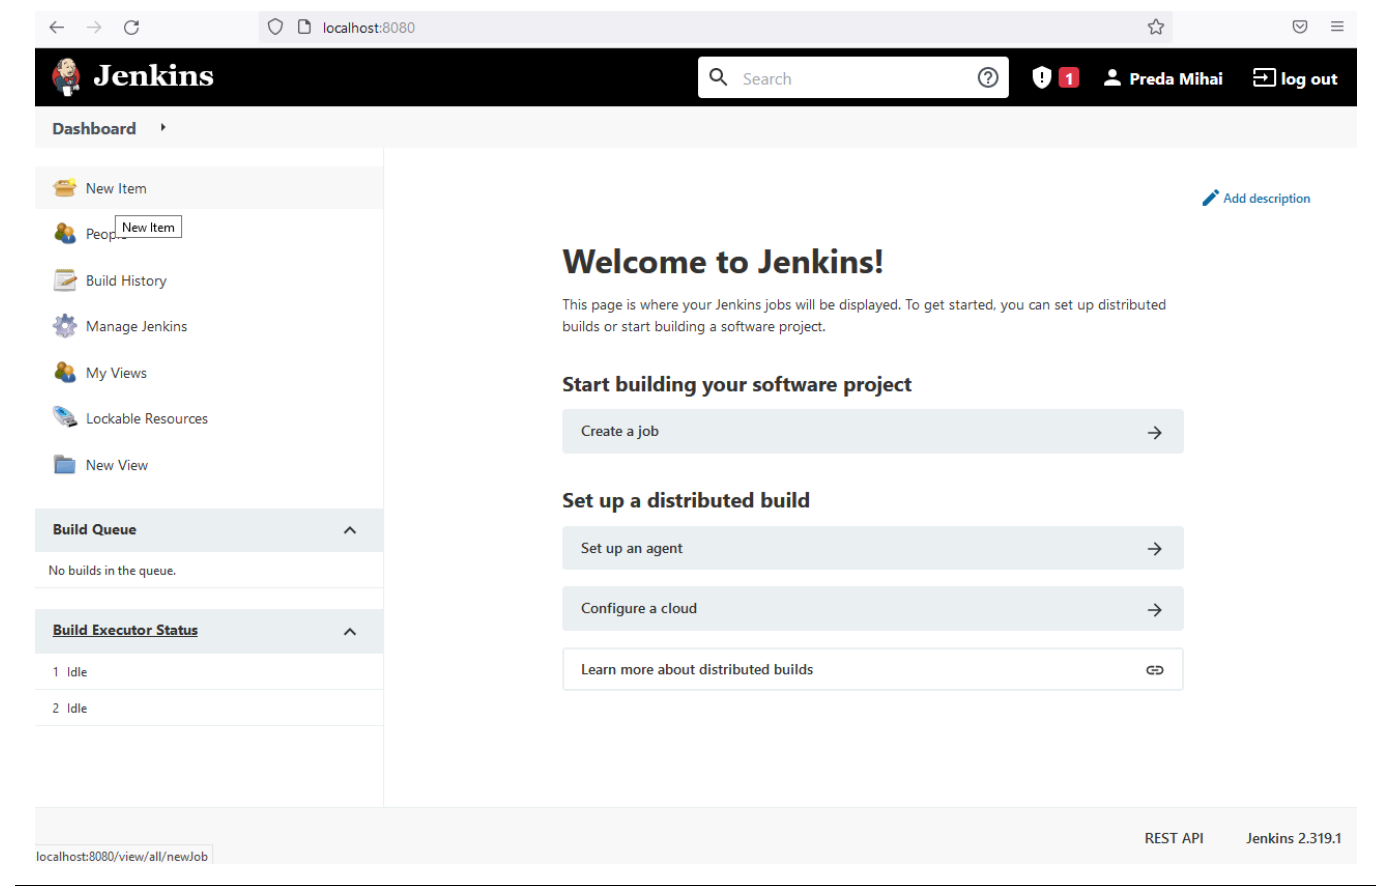 localhost:8080
Jenkins
Search
1
Preda Mihai
log out
Dashboard
New Item
New Item
Build History
Manage Jenkins
My Views
Lockable Resources
New View
Build Queue
No builds in the queue.
Build Executor Status
1 Idle
2 Idle
Add description
Welcome to Jenkins!
This page is where your Jenkins jobs will be displayed. To get started, you can set up distributed
builds or start building a software project.
Start building your software project
Create a job
Set up a distributed build
Set up an agent
Configure a cloud
Learn more about distributed builds
REST API
Jenkins 2.319.1
localhost:8080/view/all/newJob